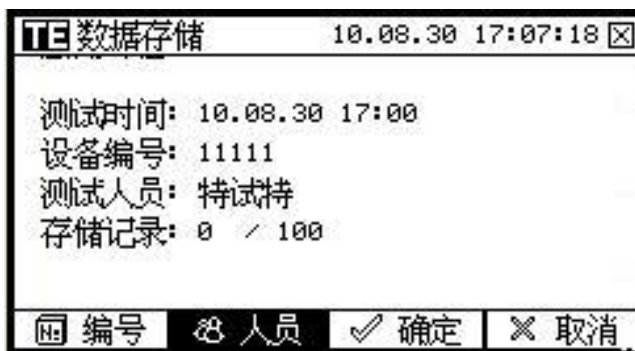 TE 数据存储 10.08.30 17:07:18
测试时间: 10.08.30 17:00
设备编号: 11111
测试人员: 特试特
存储记录: 0 / 100
N: 编号 人员 确定 取消